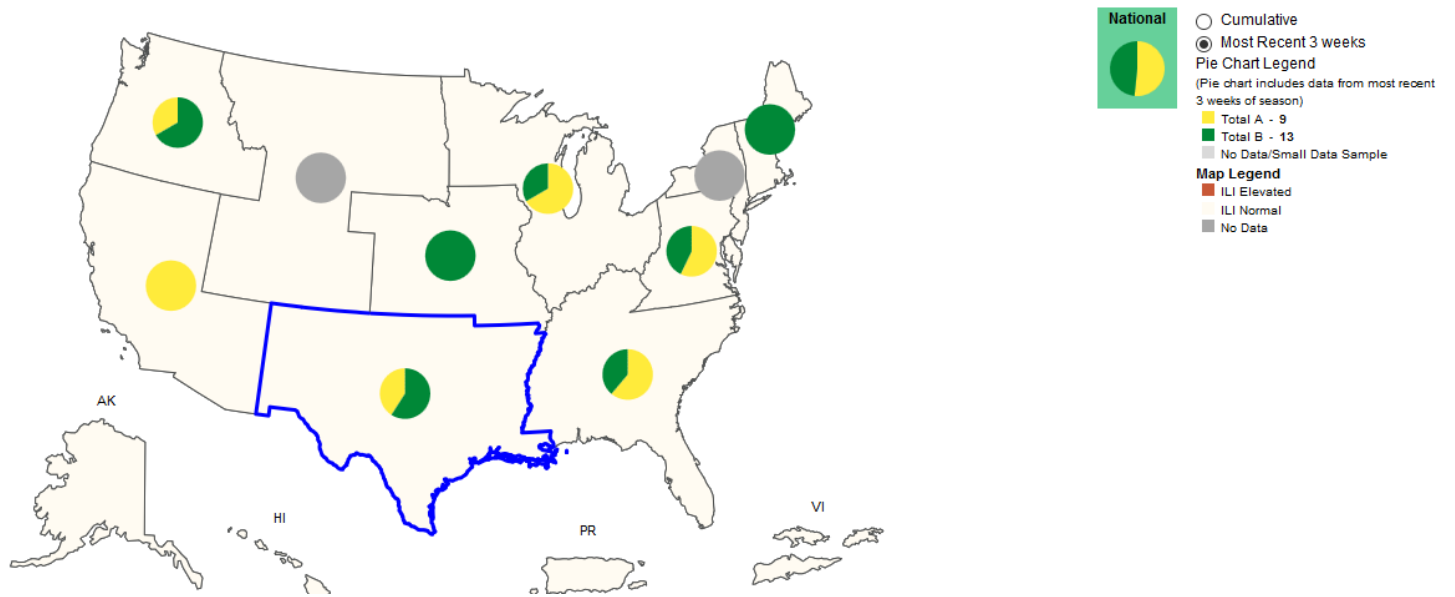 National
Cumulative
Most Recent 3 weeks
Pie Chart Legend
(Pie chart includes data from most recent
3 weeks of season)
Total A - 9
Total B - 13
No Data/Small Data Sample
Map Legend
ILI Elevated
ILI Normal
No Data
AK
HI
PR
VI